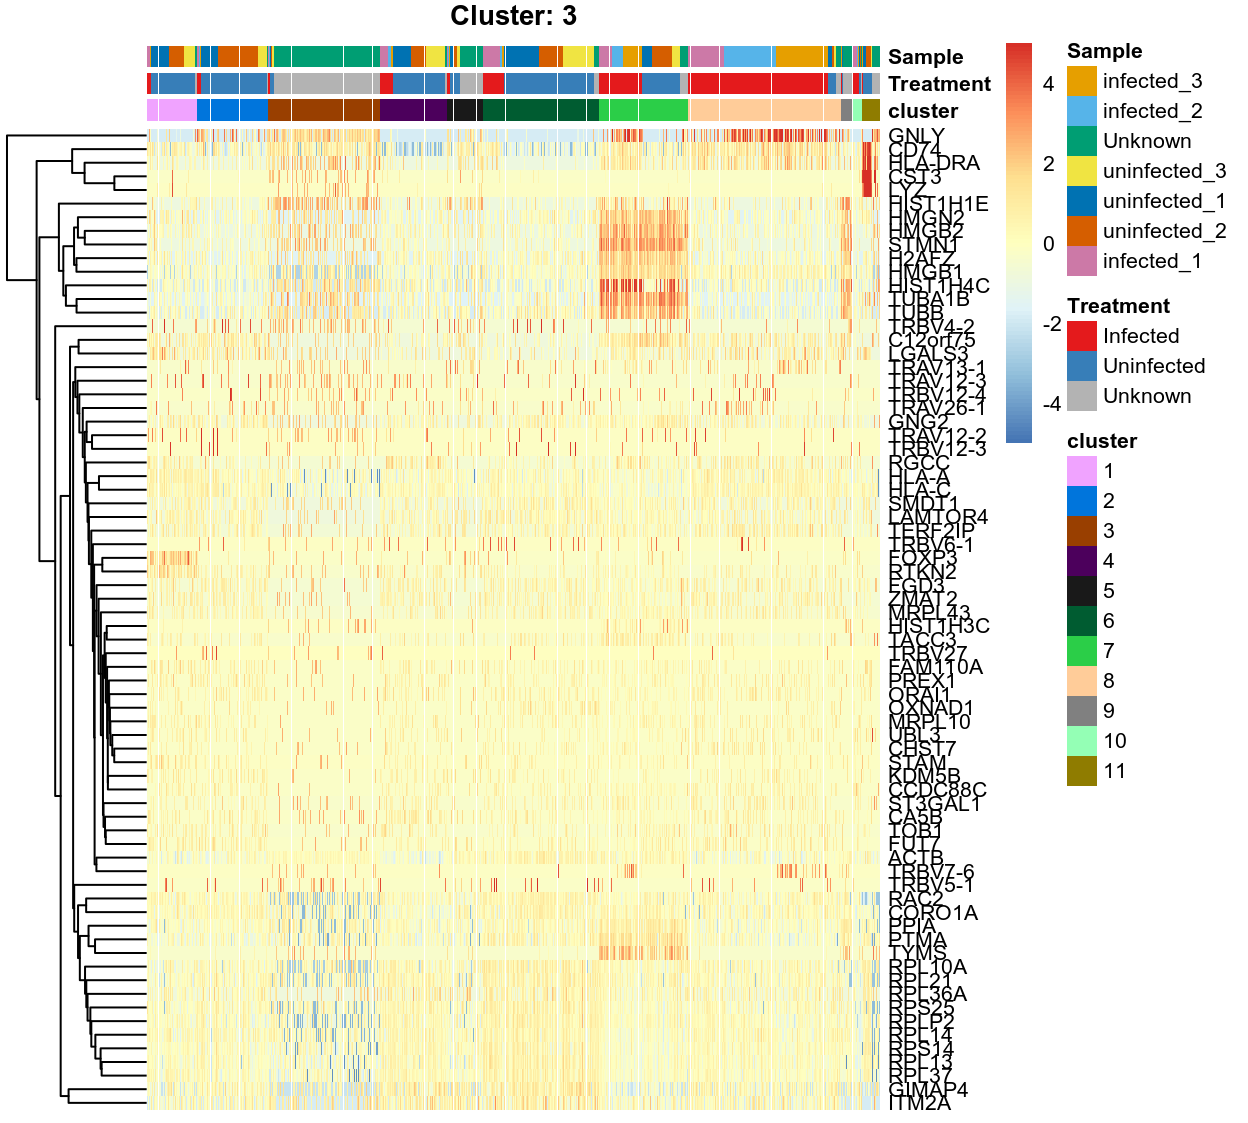 Cluster: 3
Sample
Treatment
cluster
GNLY
CD74
HLA-DRA
CST3
LYZ
HIST1H1E
HMGN2
HMGB2
STMN1
H2AFZ
HMGB1
HIST1H4C
TUBA1B
TUBB
TRBV4-2
C12orf75
LGALS3
TRAV13-1
TRAV12-3
TRBV12-4
TRAV26-1
GNG2
TRAV12-2
TRBV12-3
RGCC
HLA-A
HLA-C
SMDT1
LAMTOR4
TERF2IP
TRBV6-1
FOXP3
RTKN2
FGD3
ZMAT2
MRPL43
HIST1H3C
TACC3
TRBV27
FAM110A
PREX1
ORAI1
OXNAD1
MRPL10
UBL3
CHST7
STAM
KDM5B
CCDC88C
ST3GAL1
CA5B
TOB1
FUT7
ACTB
TRBV7-6
TRBV5-1
RAC2
CORO1A
PPIA
PTMA
TYMS
RPL10A
RPL21
RPL36A
RPS25
RPLP2
RPL14
RPS14
RPL13
RPL37
GIMAP4
ITM2A
4
2
0
-2
-4
Sample
infected_3
infected_2
Unknown
uninfected_3
uninfected_1
uninfected_2
infected_1
Treatment
Infected
Uninfected
Unknown
cluster
1
2
3
4
5
6
7
8
9
10
11